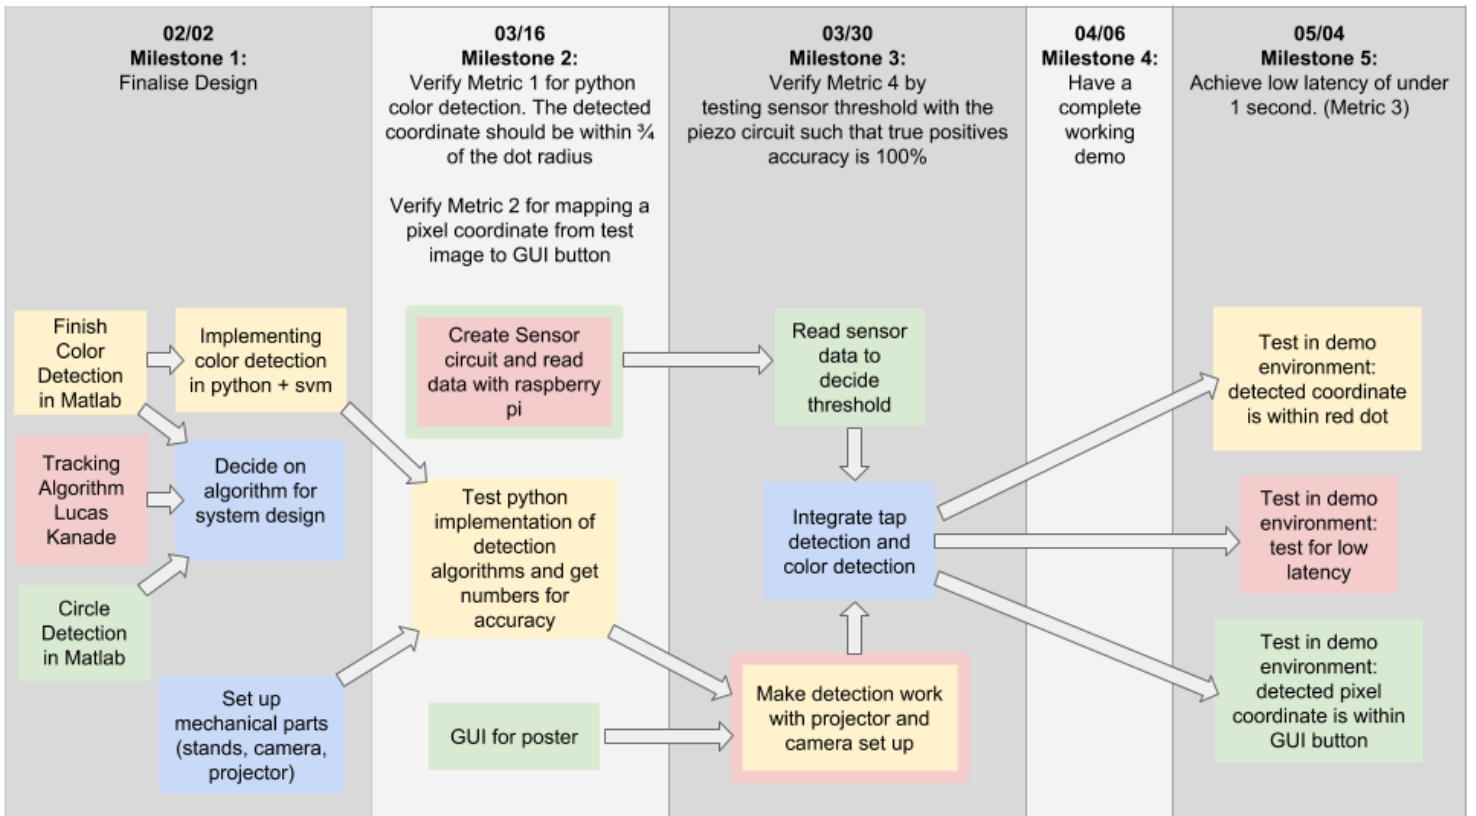 02/02
Milestone 1:
Finalise Design
03/16
Milestone 2:
Verify Metric 1 for python
color detection. The detected
coordinate should be within ¾
of the dot radius
Verify Metric 2 for mapping a
pixel coordinate from test
image to GUI button
03/30
Milestone 3:
Verify Metric 4 by
testing sensor threshold with the
piezo circuit such that true positives
accuracy is 100%
04/06
Milestone 4:
Have a
complete
working
demo
05/04
Milestone 5:
Achieve low latency of under
1 second. (Metric 3)
Finish
Color
Detection
in Matlab
Implementing
color detection
in python + svm
Tracking
Algorithm
Lucas
Kanade
Decide on
algorithm for
system design
Circle
Detection
in Matlab
Set up
mechanical parts
(stands, camera,
projector)
Create Sensor
circuit and read
data with raspberry
pi
Test python
implementation of
detection
algorithms and get
numbers for
accuracy
GUI for poster
Read sensor
data to
decide
threshold
Integrate tap
detection and
color detection
Make detection work
with projector and
camera set up
Test in demo
environment:
detected coordinate
is within red dot
Test in demo
environment:
test for low
latency
Test in demo
environment:
detected pixel
coordinate is within
GUI button